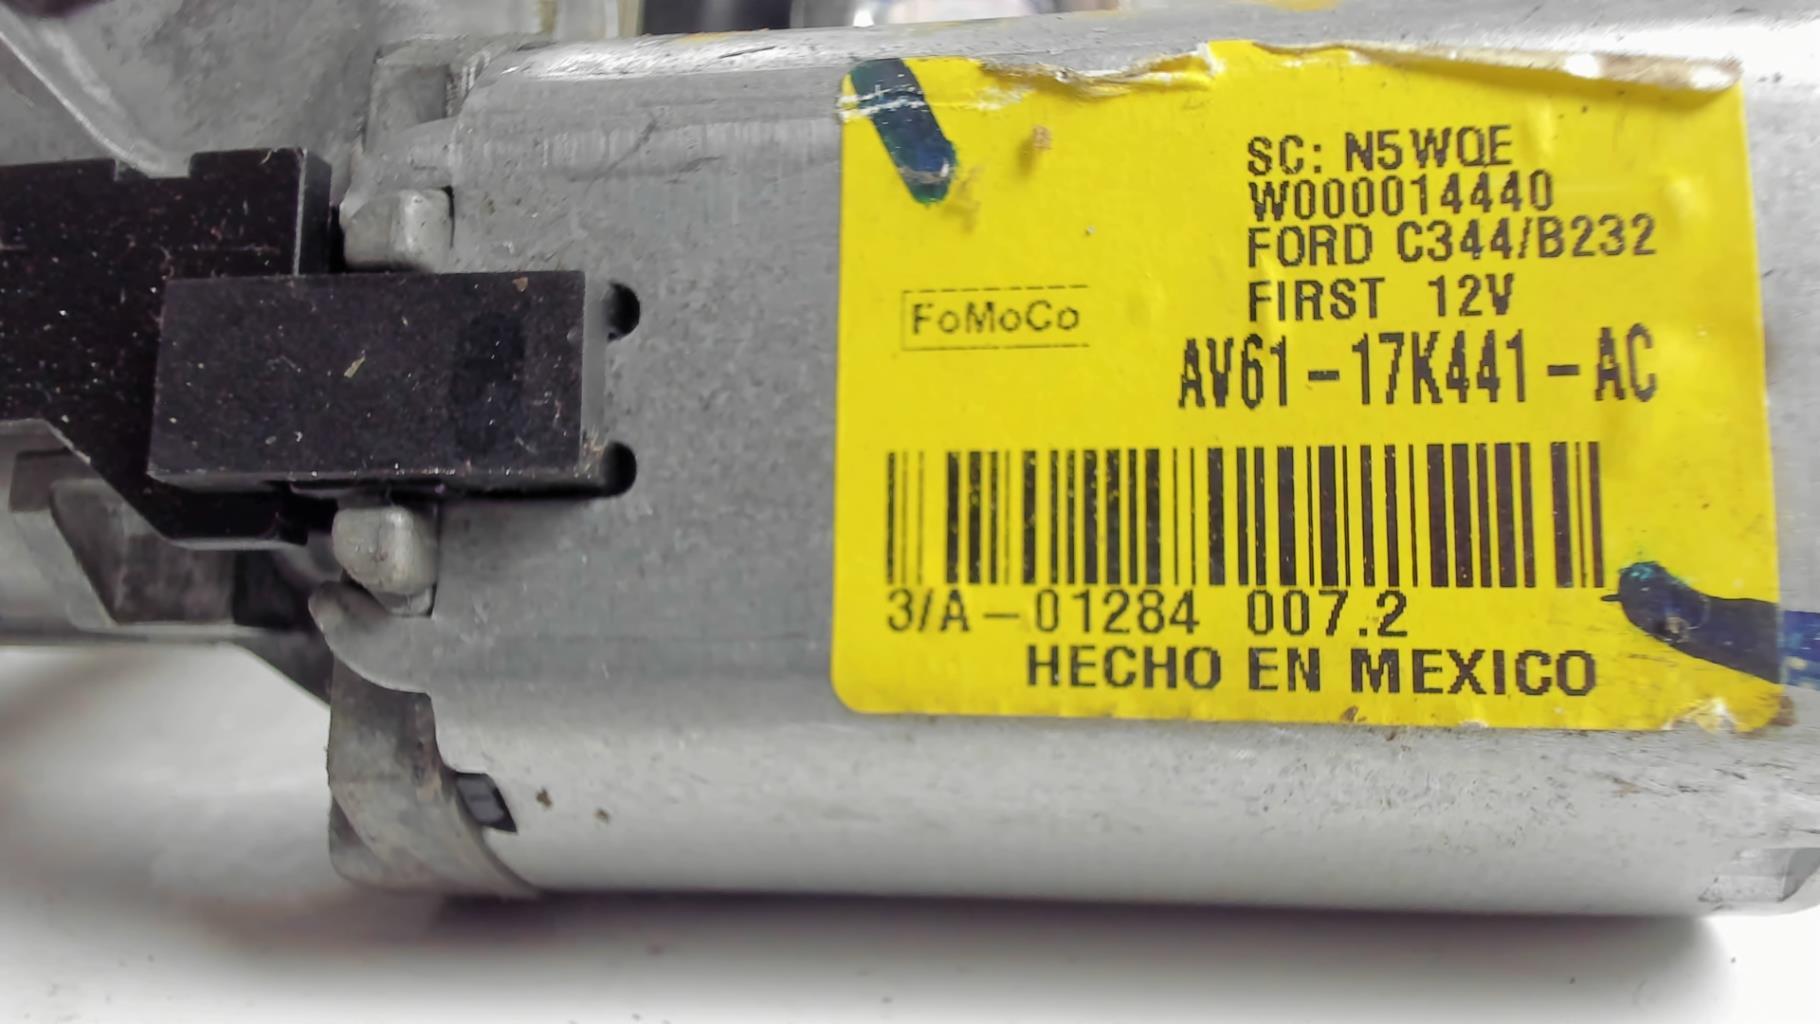 SC: N5WQE
W000014440
FORD C344/B232
FIRST 12V
FoMoCo
AV61-17K441-AC
3/A-01284 007.2
HECHO EN MEXICO